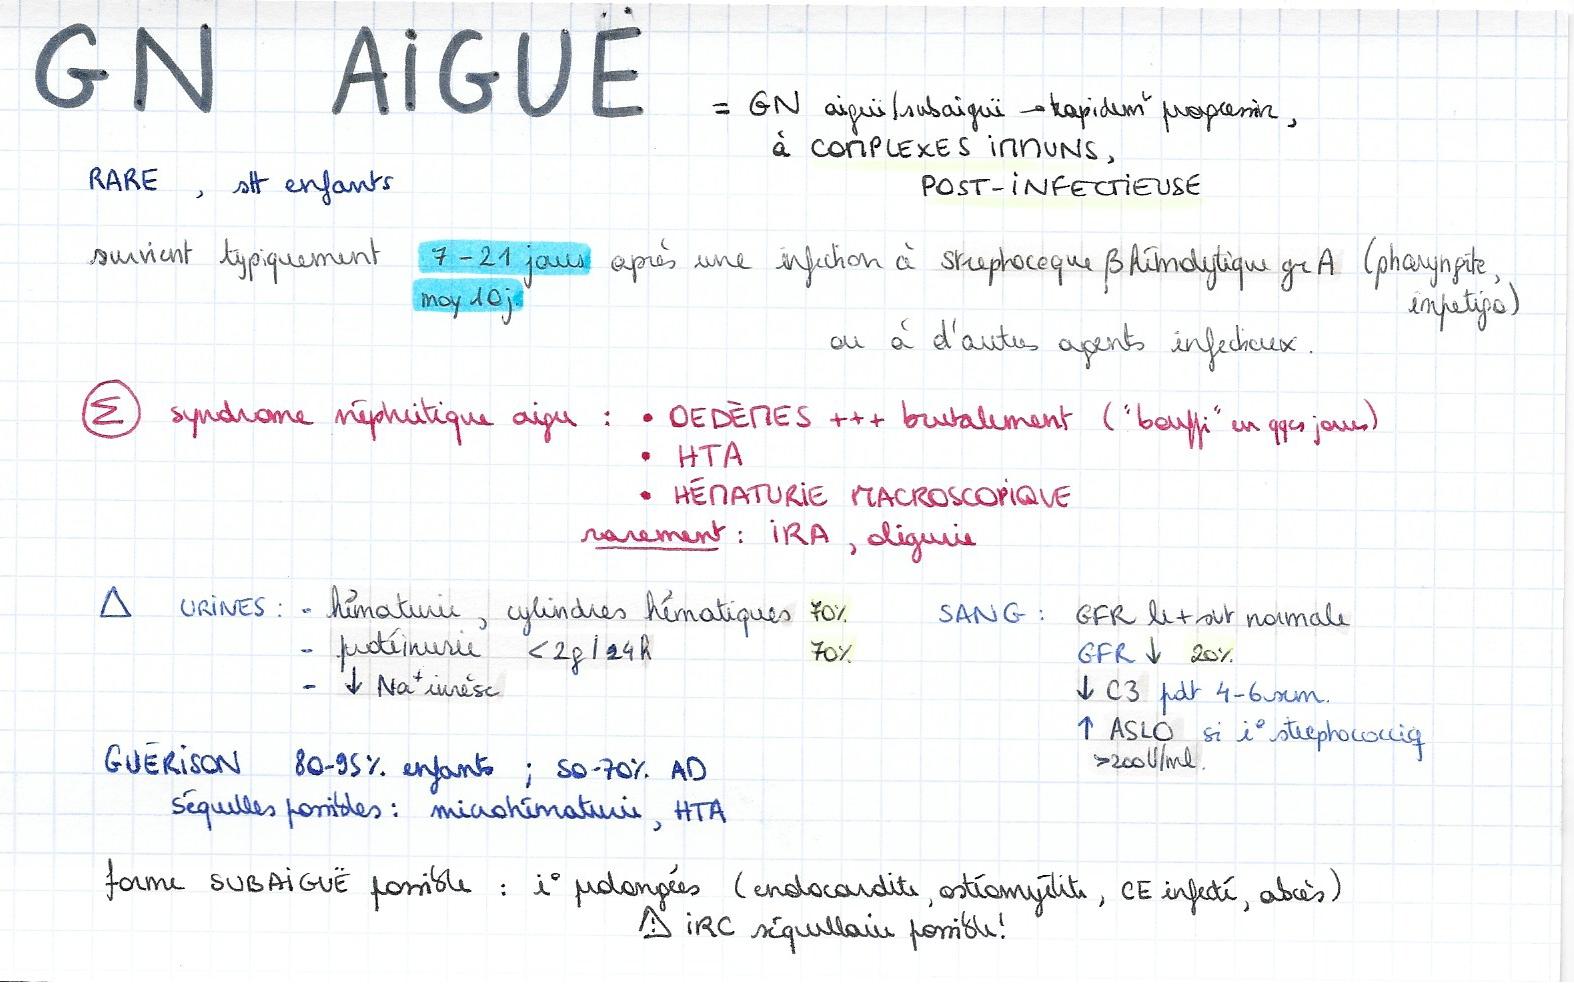 GN AIGUË
= GN aiguë/subaiguë → rapidemt progressive,
à COMPLEXES IMMUNS,
POST-INFECTIEUSE
RARE, stt enfants
survient typiquement 7-21 jours après une infection à streptocoque β hémolytique gr A (pharyngite,
moy 10j impetigo)
ou à d'autres agents infectieux.
Σ syndrome néphritique aigu : • OEDÈMES +++ brutalement ("bouffi" en qqes jours)
• HTA
• HÉMATURIE MACROSCOPIQUE
rarement : IRA, oligurie
Δ URINES : - hématurie, cylindres hématiques 70%
- protéinurie <2g/24h 70%
- ↓ Na+ urinésc
SANG : GFR le + svt normale
GFR ↓ 20%
↓ C3 pdt 4-6 sem.
↑ ASLO si i° streptococciq
>200U/ml.
GUÉRISON 80-95% enfants ; 50-70% AD
séquelles possibles : microhématurie, HTA
forme SUBAIGUË possible : i° prolongées (endocardite, ostéomyélite, CE infecté, abcès)
⚠ IRC séquellaire possible!